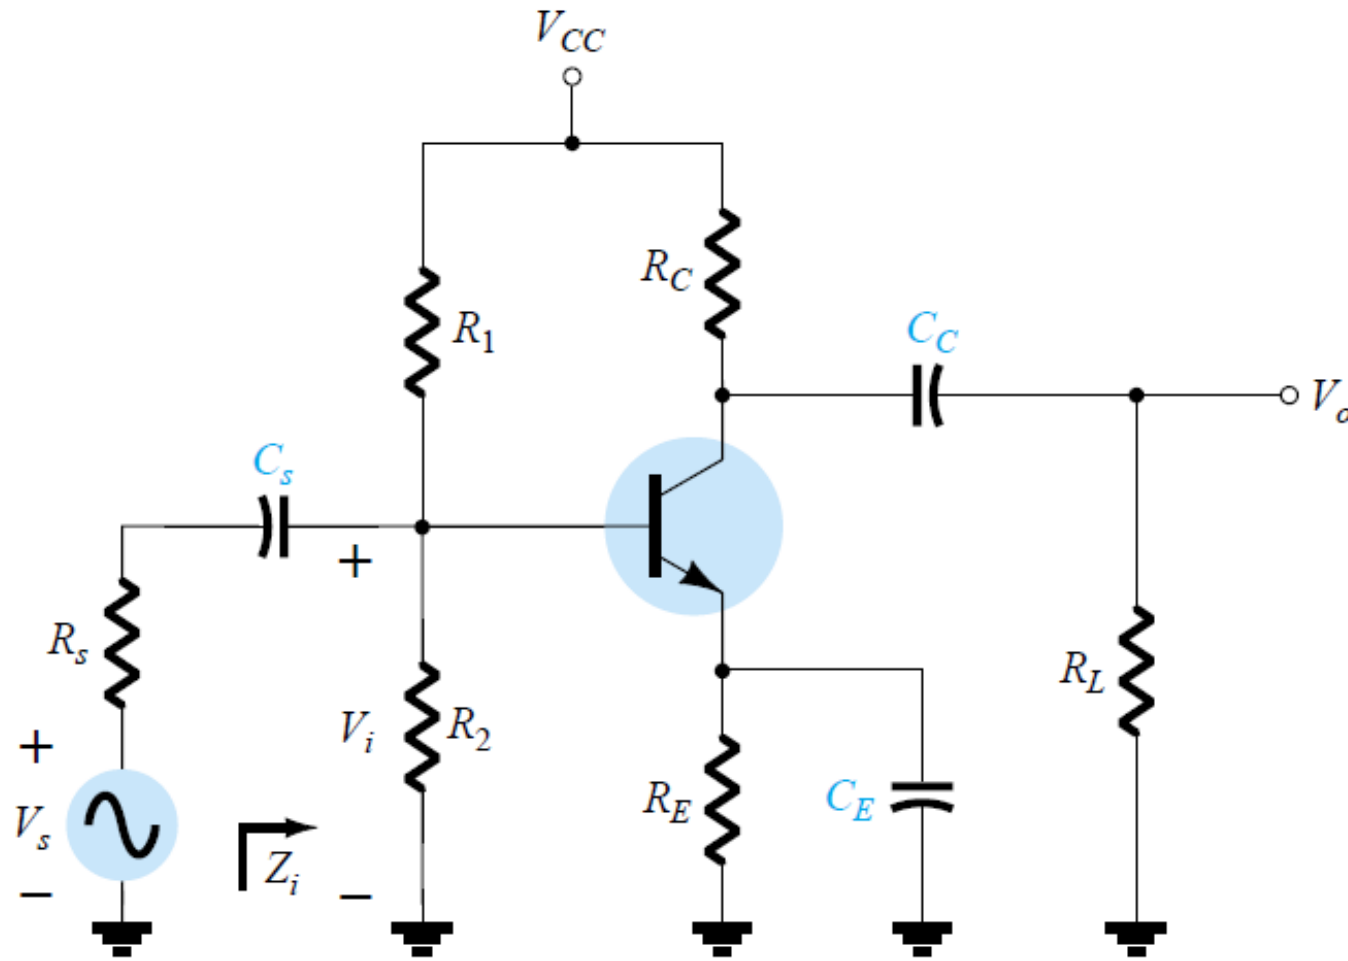 V_CC
R_C
R_1
C_C
V_o
C_s
+
R_s
R_L
+
V_i
R_2
R_E
C_E
V_s
Z_i
−
−